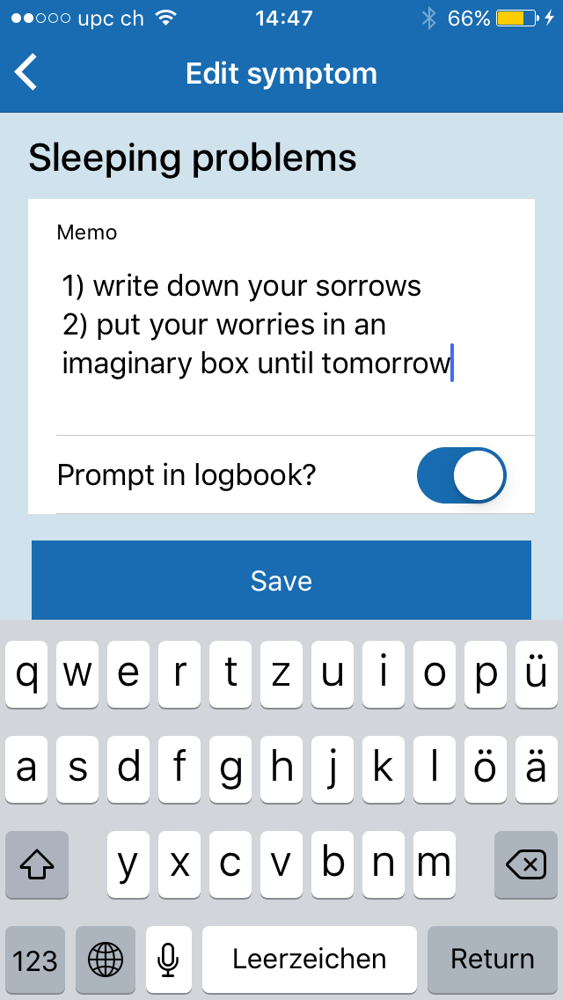 upc ch 14:47 66%
Edit symptom
Sleeping problems
Memo
1) write down your sorrows
2) put your worries in an
imaginary box until tomorrow
Prompt in logbook?
Save
q w e r t z u i o p ü
a s d f g h j k l ö ä
y x c v b n m
123 Leerzeichen Return